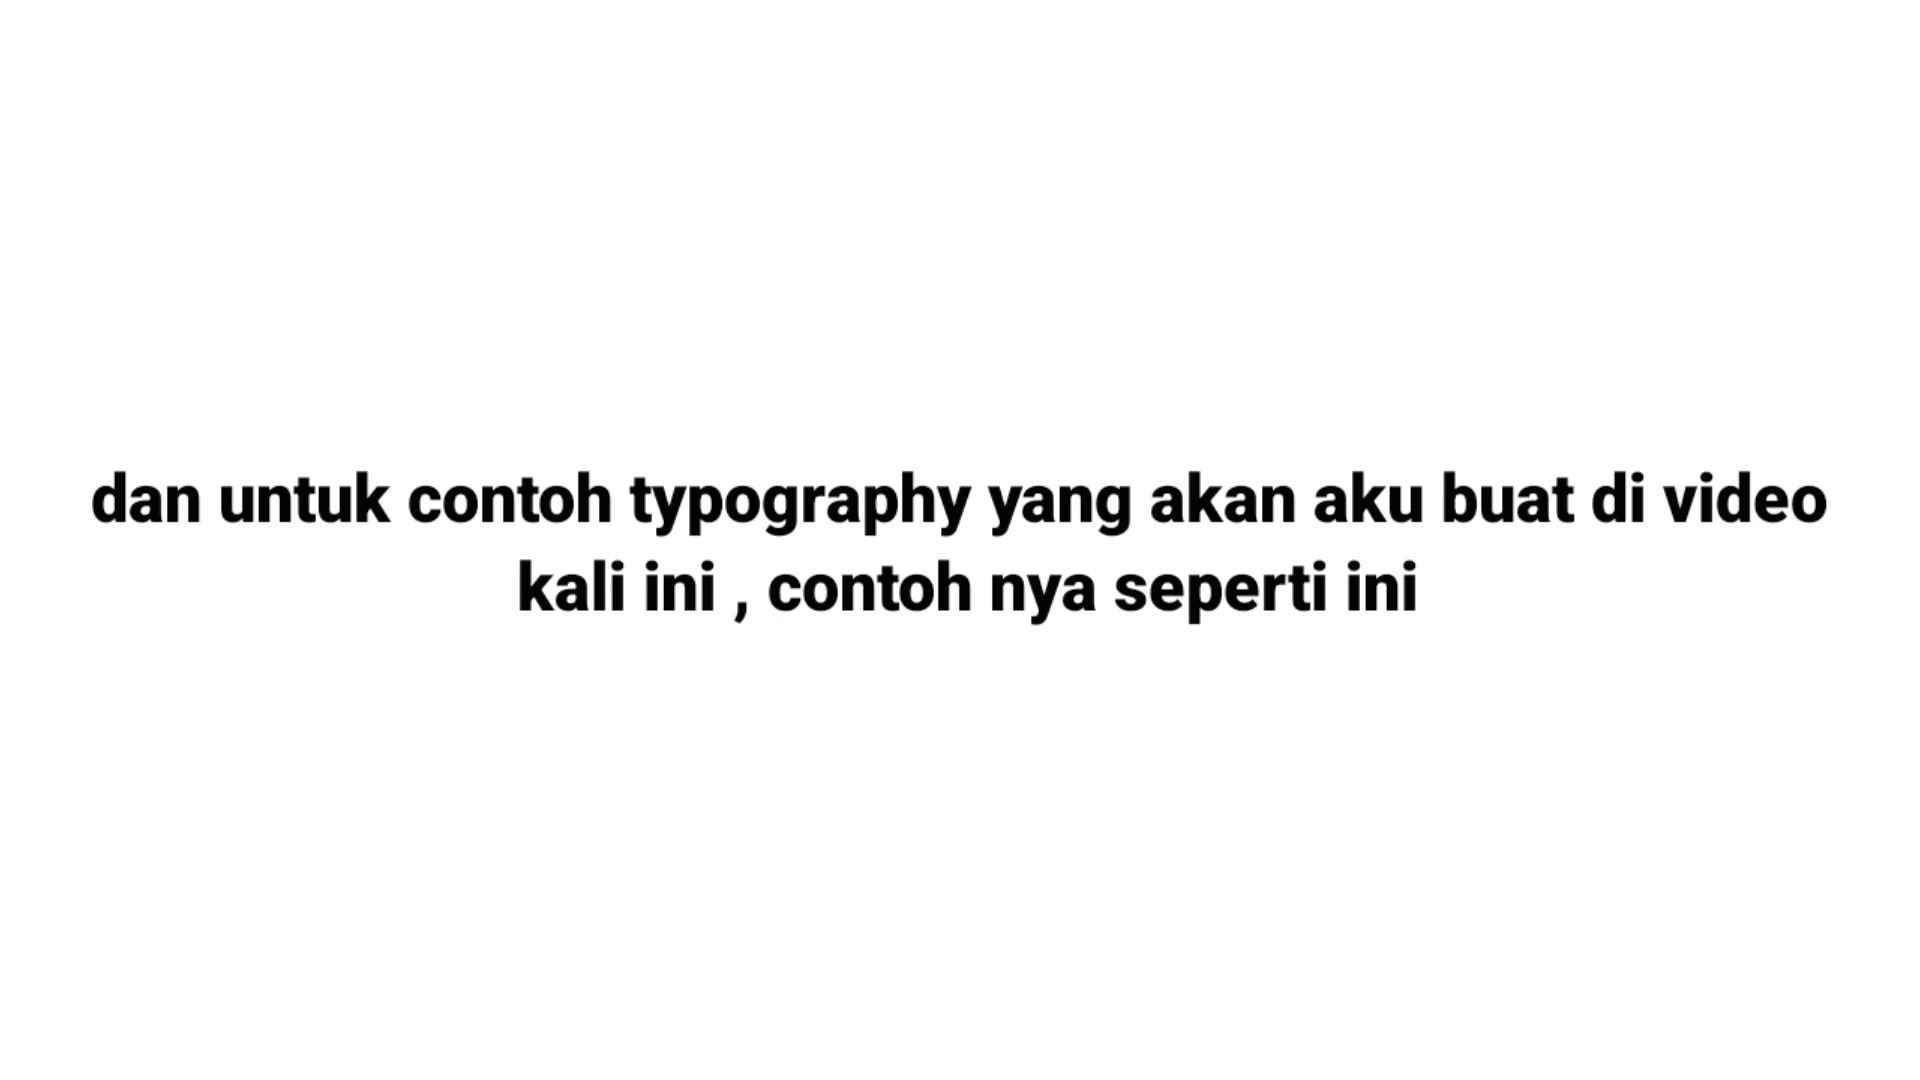 dan untuk contoh typography yang akan aku buat di video
kali ini , contoh nya seperti ini